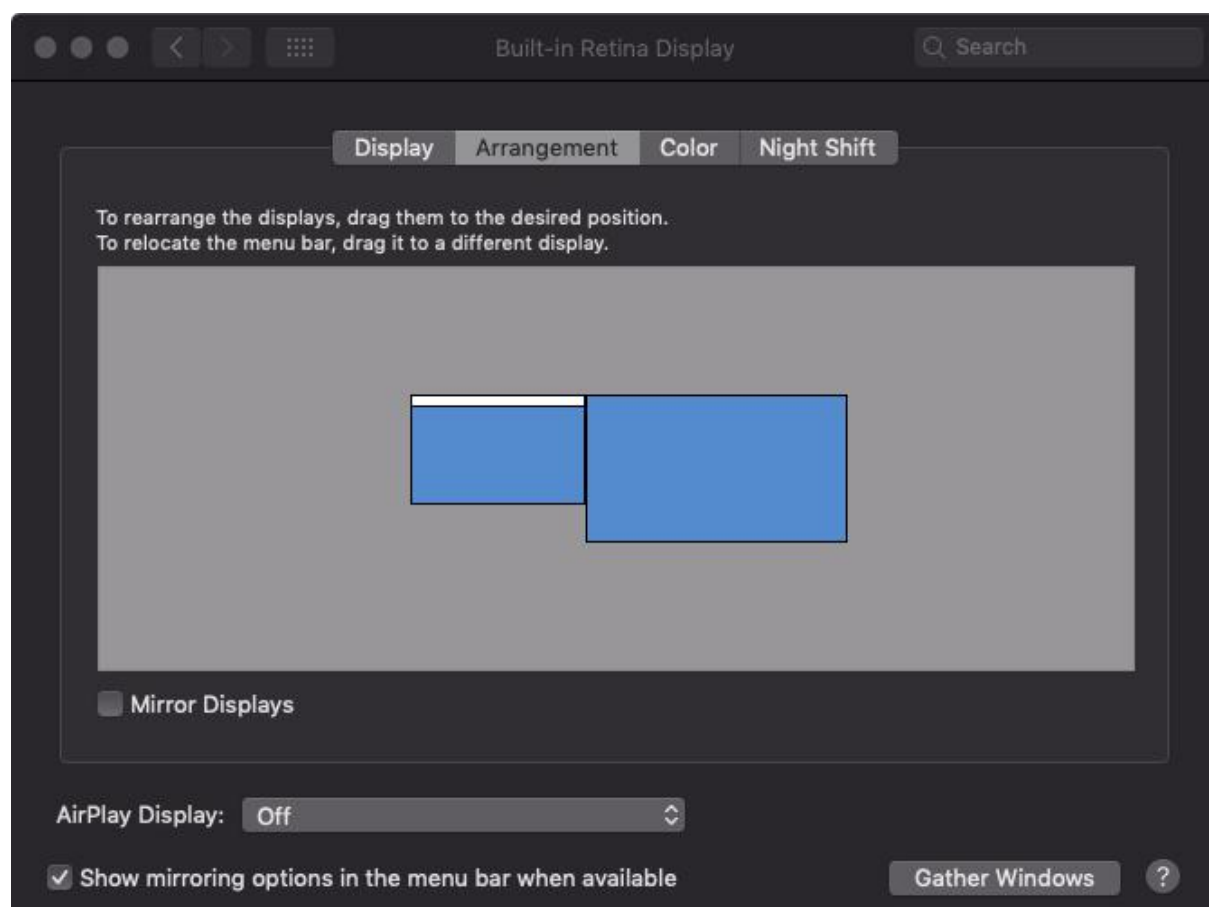 Built-in Retina Display
Search
Display Arrangement Color Night Shift
To rearrange the displays, drag them to the desired position.
To relocate the menu bar, drag it to a different display.
Mirror Displays
AirPlay Display: Off
Show mirroring options in the menu bar when available
Gather Windows
?